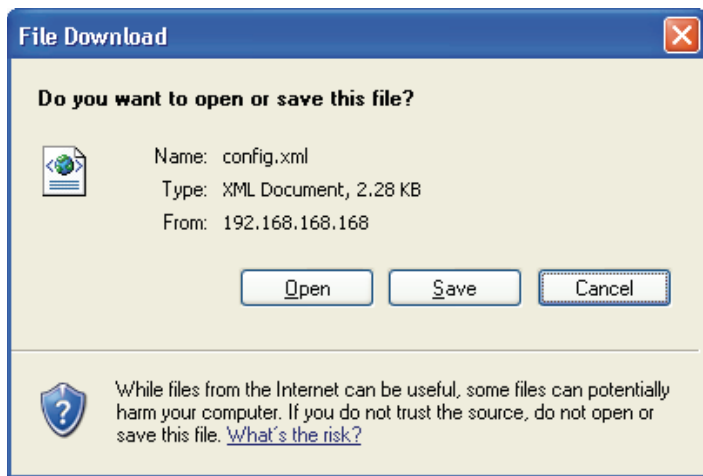 File Download
Do you want to open or save this file?
Name: config.xml
Type: XML Document, 2.28 KB
From: 192.168.168.168
Open Save Cancel
While files from the Internet can be useful, some files can potentially
harm your computer. If you do not trust the source, do not open or
save this file. What's the risk?